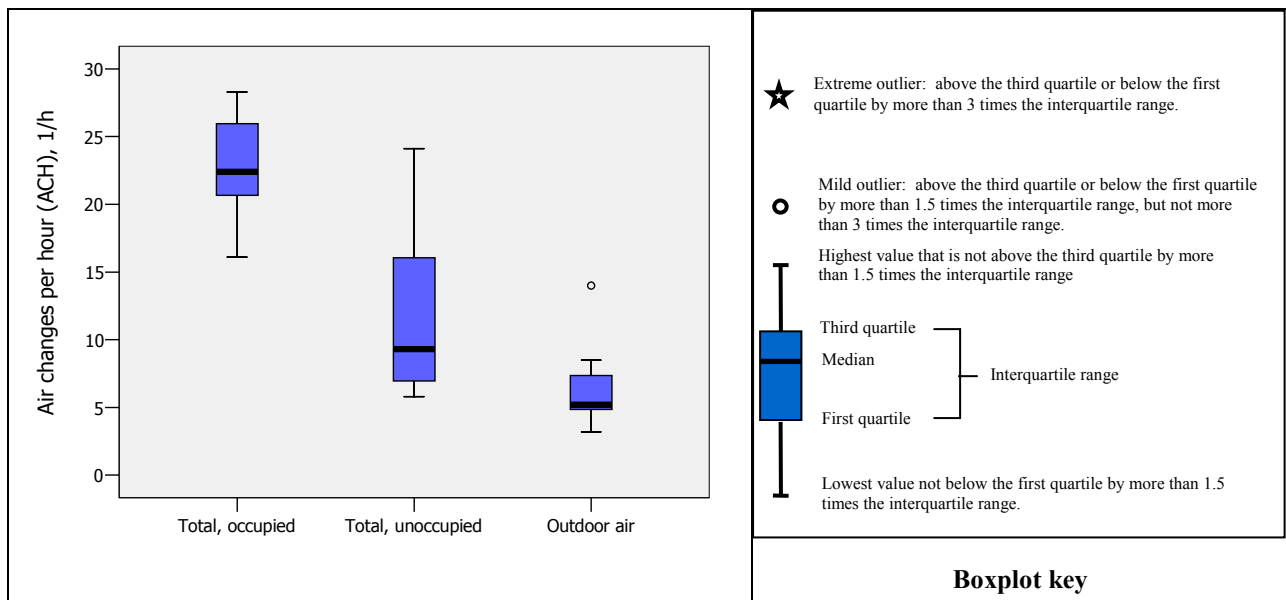 Air changes per hour (ACH), 1/h
30
25
20
15
10
5
0
Total, occupied
Total, unoccupied
Outdoor air
Extreme outlier: above the third quartile or below the first
quartile by more than 3 times the interquartile range.
Mild outlier: above the third quartile or below the first quartile
by more than 1.5 times the interquartile range, but not more
than 3 times the interquartile range.
Highest value that is not above the third quartile by more
than 1.5 times the interquartile range
Third quartile
Median
Interquartile range
First quartile
Lowest value not below the first quartile by more than 1.5
times the interquartile range.
Boxplot key